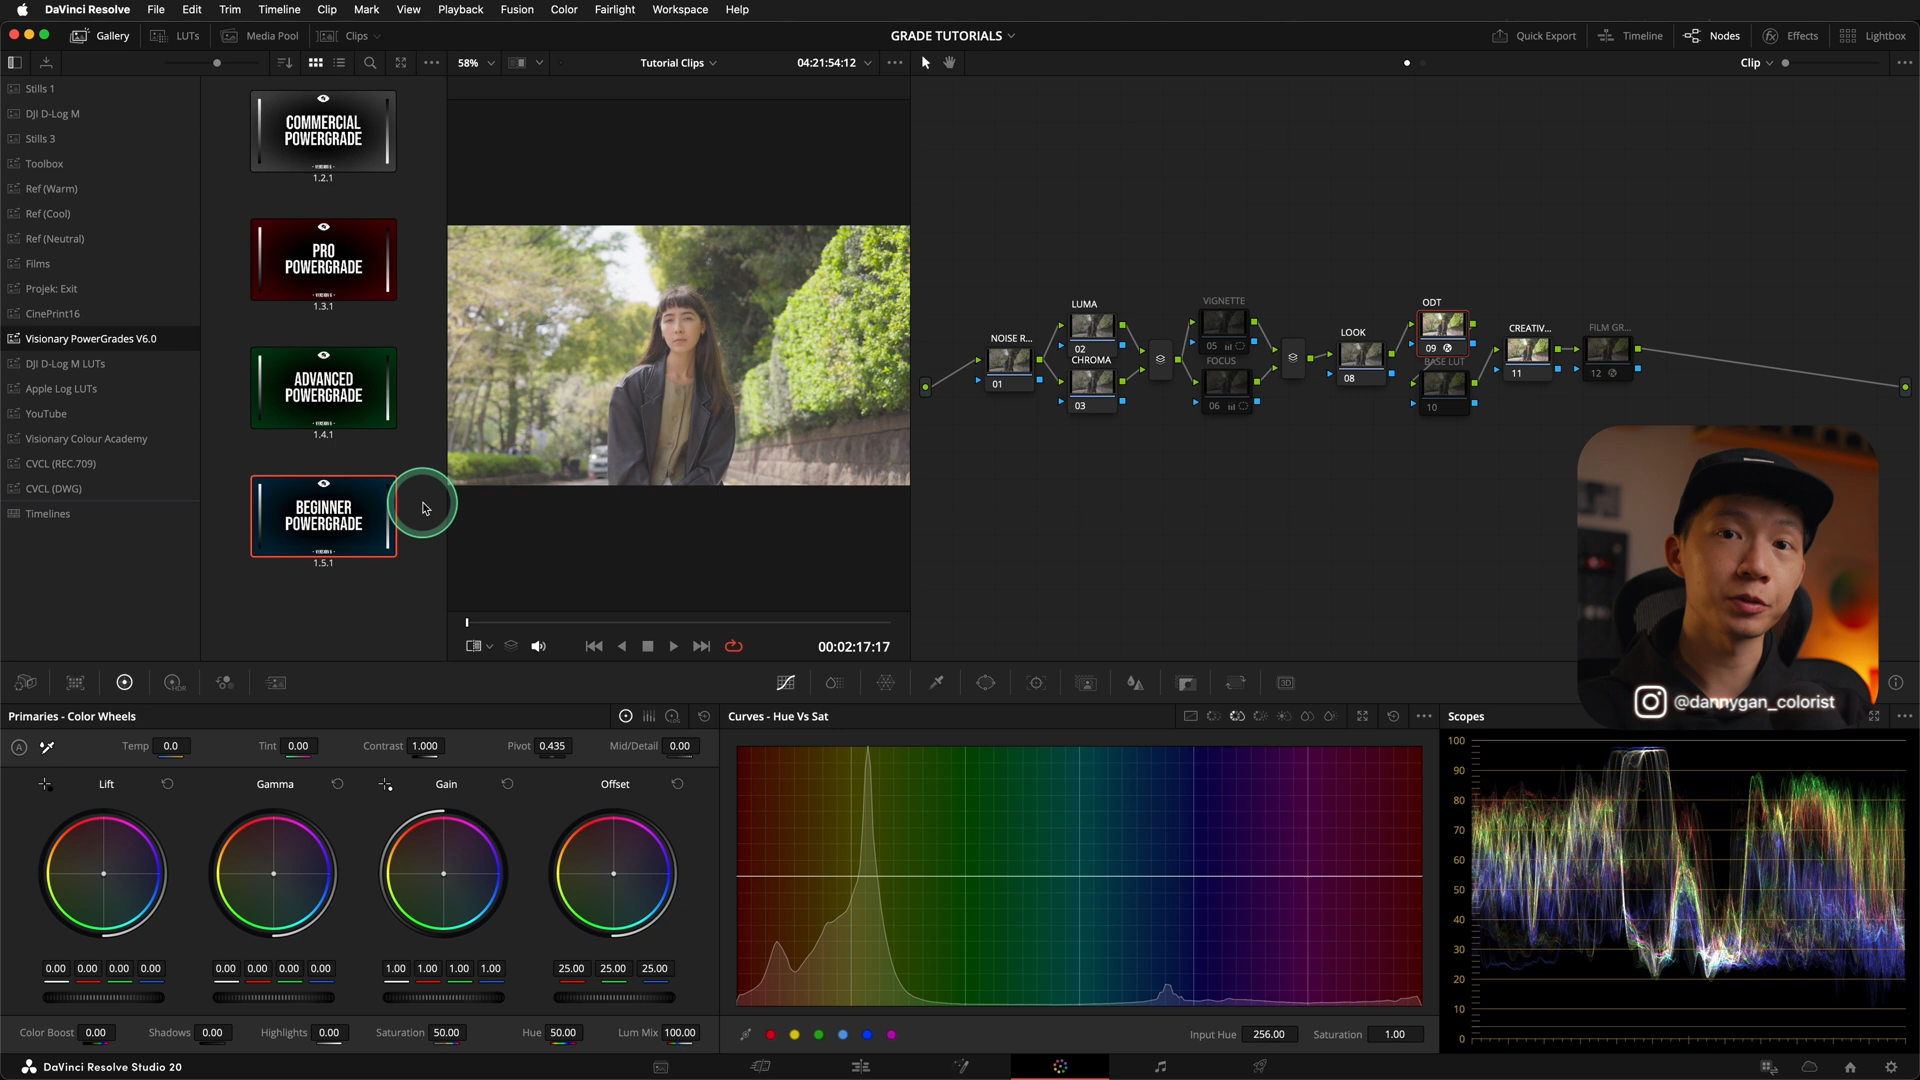 DaVinci Resolve File Edit Trim Timeline Clip Mark View Playback Fusion Color Fairlight Workspace Help
Gallery LUTs Media Pool Clips GRADE TUTORIALS Quick Export Timeline Nodes Effects Lightbox
58% Tutorial Clips 04:21:54:12 Clip
Stills 1
DJI D-Log M
Stills 3
Toolbox
Ref (Warm)
Ref (Cool)
Ref (Neutral)
Films
Projek: Exit
CinePrint16
Visionary PowerGrades V6.0
DJI D-Log M LUTs
Apple Log LUTs
YouTube
Visionary Colour Academy
CVCL (REC.709)
CVCL (DWG)
Timelines
COMMERCIAL
POWERGRADE
- VERSION 6 -
1.2.1
PRO
POWERGRADE
- VERSION 6 -
1.3.1
ADVANCED
POWERGRADE
- VERSION 6 -
1.4.1
BEGINNER
POWERGRADE
- VERSION 6 -
1.5.1
00:02:17:17
NOISE R...
01
LUMA
02
CHROMA
03
VIGNETTE
05
FOCUS
06
LOOK
08
ODT
09
BASE LUT
10
CREATIV...
11
FILM GR...
12
@dannygan_colorist
HDR
LOG
3D
Primaries - Color Wheels
A Temp 0.0 Tint 0.00 Contrast 1.000 Pivot 0.435 Mid/Detail 0.00
Lift Gamma Gain Offset
0.00 0.00 0.00 0.00 0.00 0.00 0.00 0.00 1.00 1.00 1.00 1.00 25.00 25.00 25.00
Color Boost 0.00 Shadows 0.00 Highlights 0.00 Saturation 50.00 Hue 50.00 Lum Mix 100.00
Curves - Hue Vs Sat
Input Hue 256.00 Saturation 1.00
Scopes
100
90
80
70
60
50
40
30
20
10
0
DaVinci Resolve Studio 20